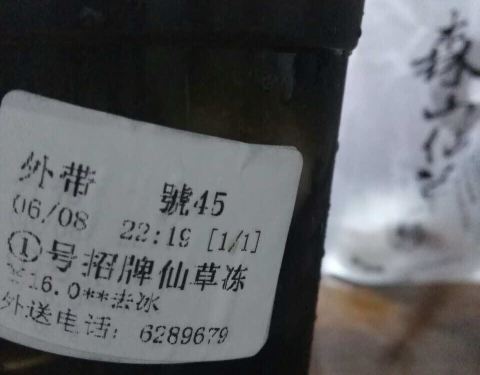 外带 號45
06/08 22:19 [1/1]
①号招牌仙草冻
16.0**去冰
外送电话: 6289679